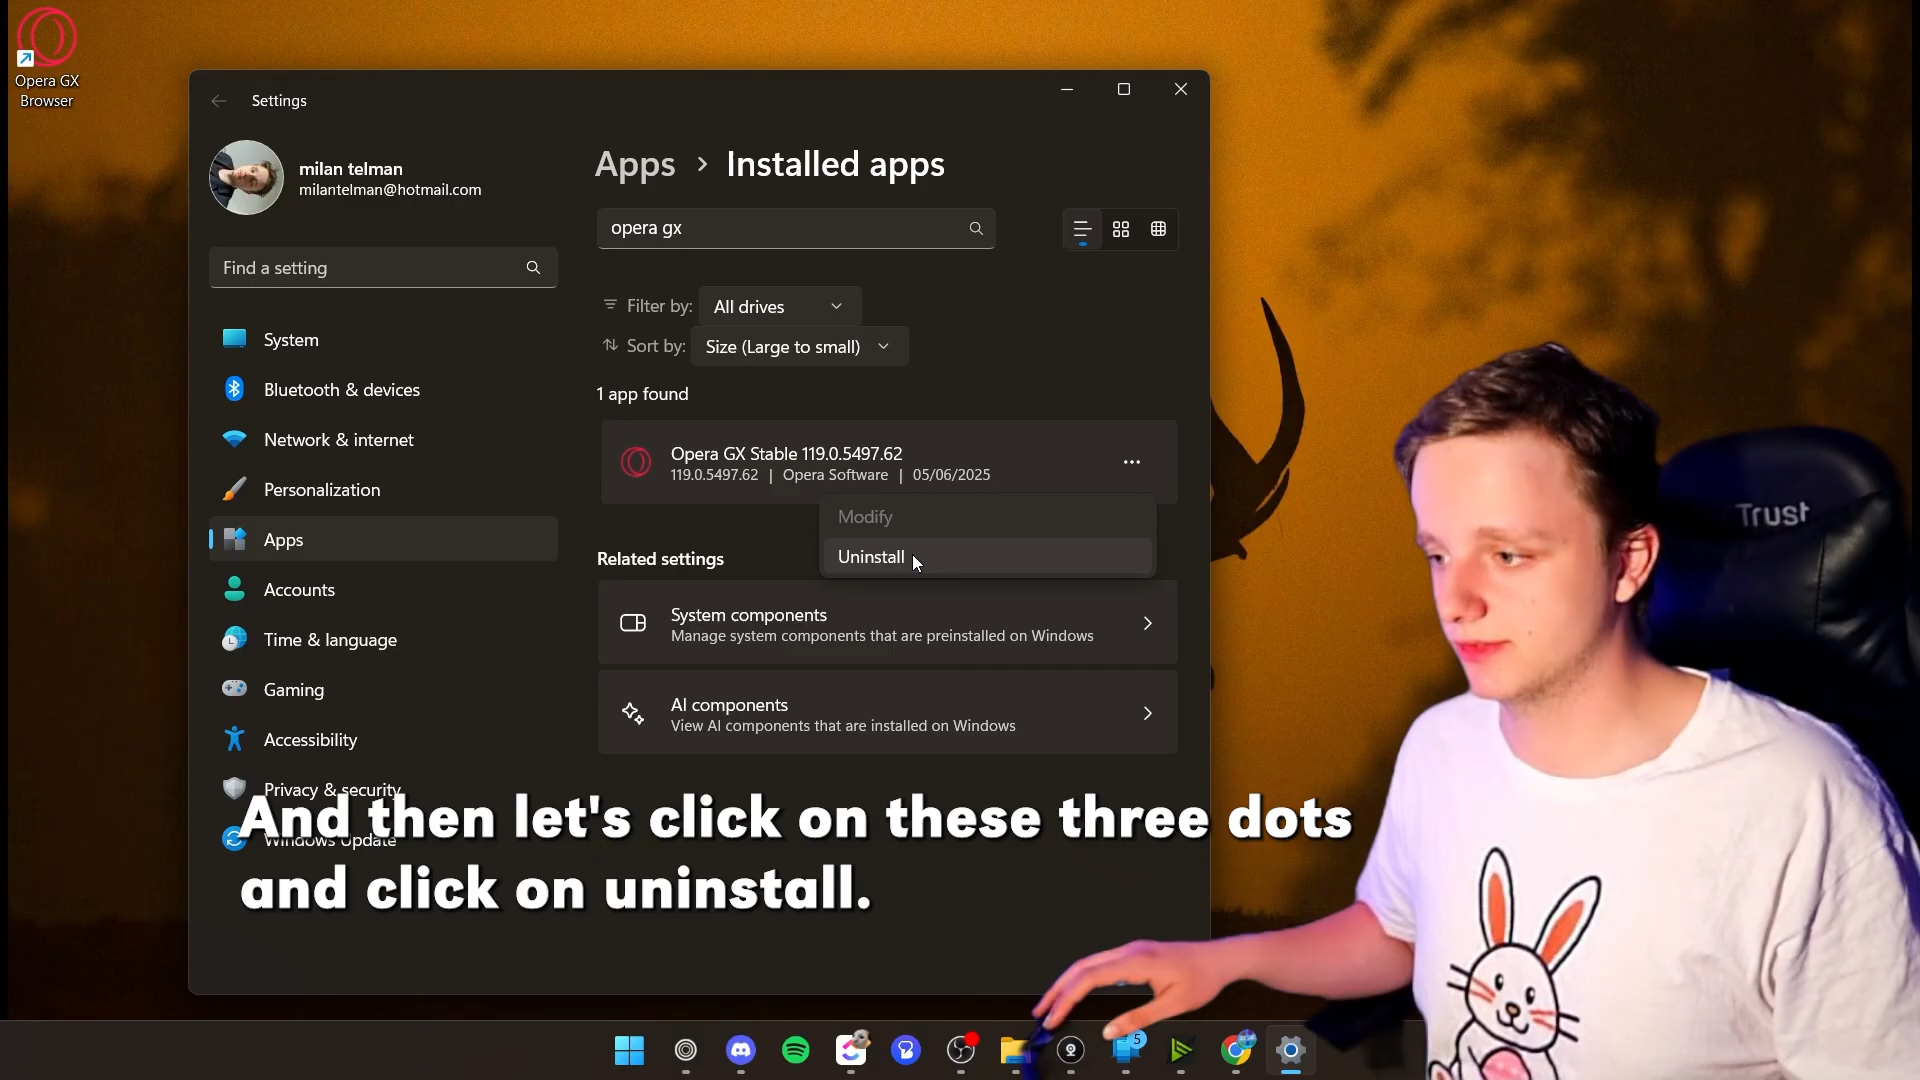 Opera GX
Browser
Settings
milan telman
milantelman@hotmail.com
Find a setting
System
Bluetooth & devices
Network & internet
Personalization
Apps
Accounts
Time & language
Gaming
Accessibility
Privacy & security
Windows Update
Apps > Installed apps
opera gx
Filter by: All drives
Sort by: Size (Large to small)
1 app found
Opera GX Stable 119.0.5497.62
119.0.5497.62 | Opera Software | 05/06/2025
Modify
Uninstall
Related settings
System components
Manage system components that are preinstalled on Windows
AI components
View AI components that are installed on Windows
Trust
And then let's click on these three dots
and click on uninstall.
5